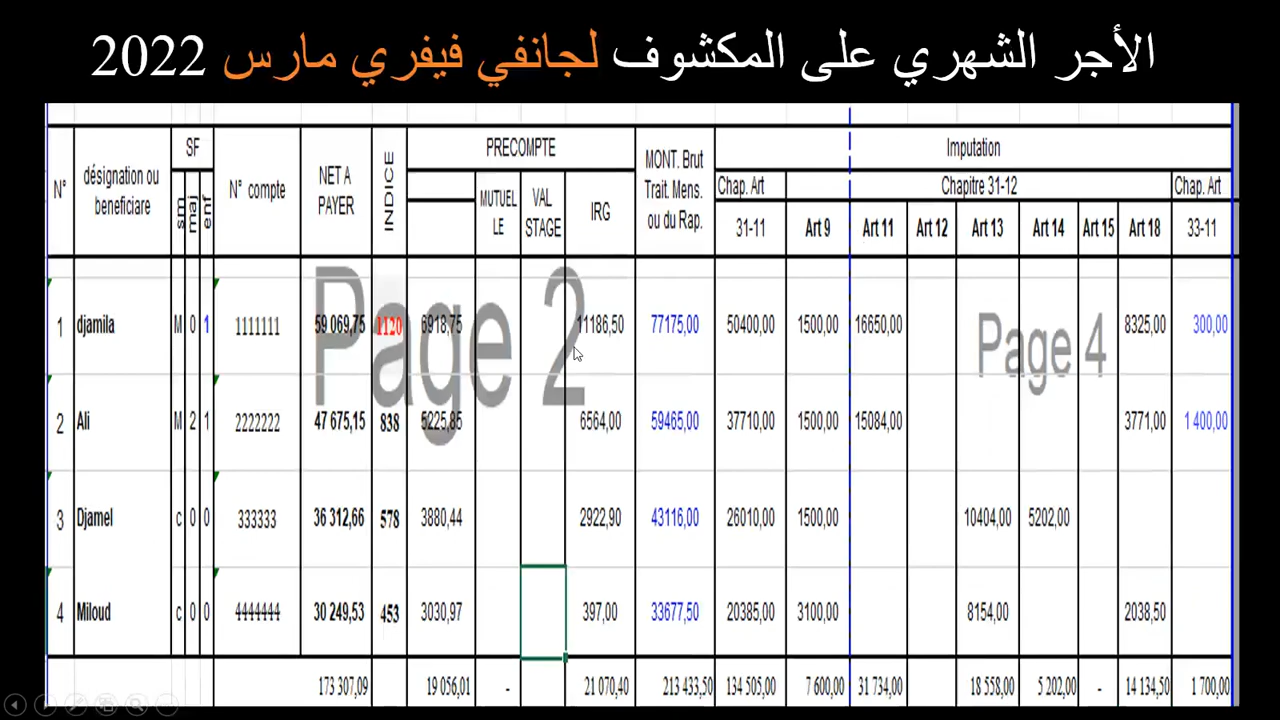 الأجر الشهري على المكشوف لجانفي فيفري مارس 2022
N° désignation ou beneficiare SF sm maj enf N° compte NET A PAYER INDICE PRECOMPTE MUTUEL LE VAL STAGE IRG MONT. Brut Trait. Mens. ou du Rap. Imputation
Chap. Art Chapitre 31-12 Chap. Art
31-11 Art 9 Art 11 Art 12 Art 13 Art 14 Art 15 Art 18 33-11
1 djamila M 0 1 1111111 59 069,75 1120 6918,75 11186,50 77175,00 50400,00 1500,00 16650,00 8325,00 300,00
Page 2 Page 4
2 Ali M 2 1 2222222 47 675,15 838 5225,85 6564,00 59465,00 37710,00 1500,00 15084,00 3771,00 1 400,00
3 Djamel c 0 0 333333 36 312,66 578 3880,44 2922,90 43116,00 26010,00 1500,00 10404,00 5202,00
4 Miloud c 0 0 4444444 30 249,53 453 3030,97 397,00 33677,50 20385,00 3100,00 8154,00 2038,50
173 307,09 19 056,01 - 21 070,40 213 433,50 134 505,00 7 600,00 31 734,00 18 558,00 5 202,00 - 14 134,50 1 700,00